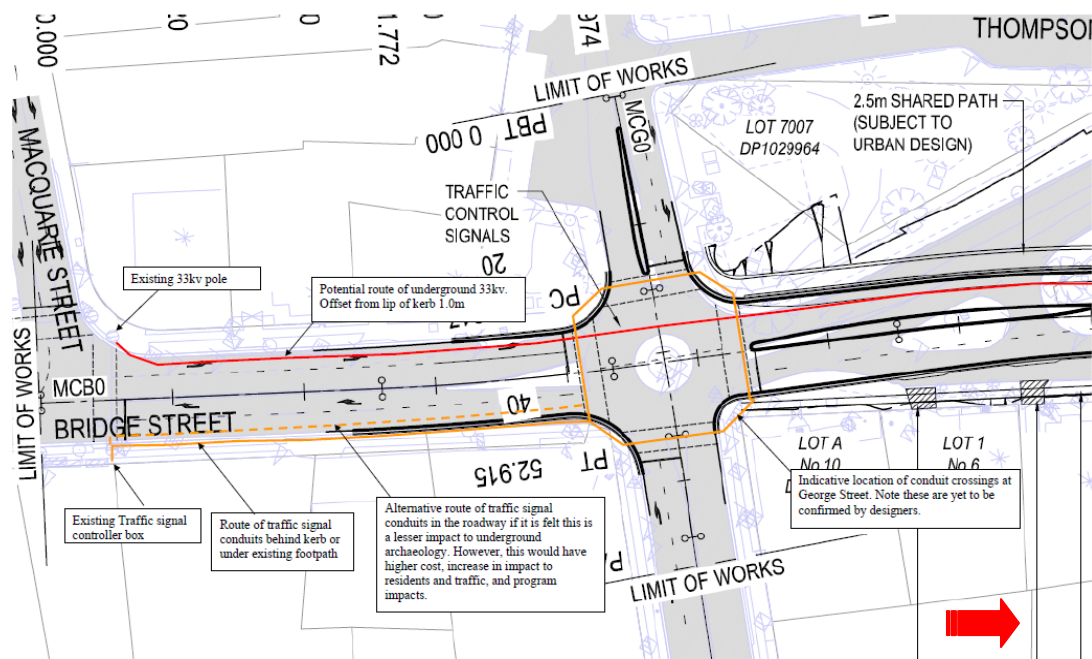 0.000
20
0
1.772
974
THOMPSON
LIMIT OF WORKS
PBT 0 000
MCG0
2.5m SHARED PATH
(SUBJECT TO
URBAN DESIGN)
LOT 7007
DP1029964
MACQUARIE STREET
TRAFFIC
CONTROL
SIGNALS
20
PC
Existing 33kv pole
Potential route of underground 33kv.
Offset from lip of kerb 1.0m
LIMIT OF WORKS
MCB0
BRIDGE STREET
40
PT
52.915
LOT A
No 10
D
LOT 1
No 6
Indicative location of conduit crossings at
George Street. Note these are yet to be
confirmed by designers.
Existing Traffic signal
controller box
Route of traffic signal
conduits behind kerb or
under existing footpath
Alternative route of traffic signal
conduits in the roadway if it is felt this is
a lesser impact to underground
archaeology. However, this would have
higher cost, increase in impact to
residents and traffic, and program
impacts.
LIMIT OF WORKS